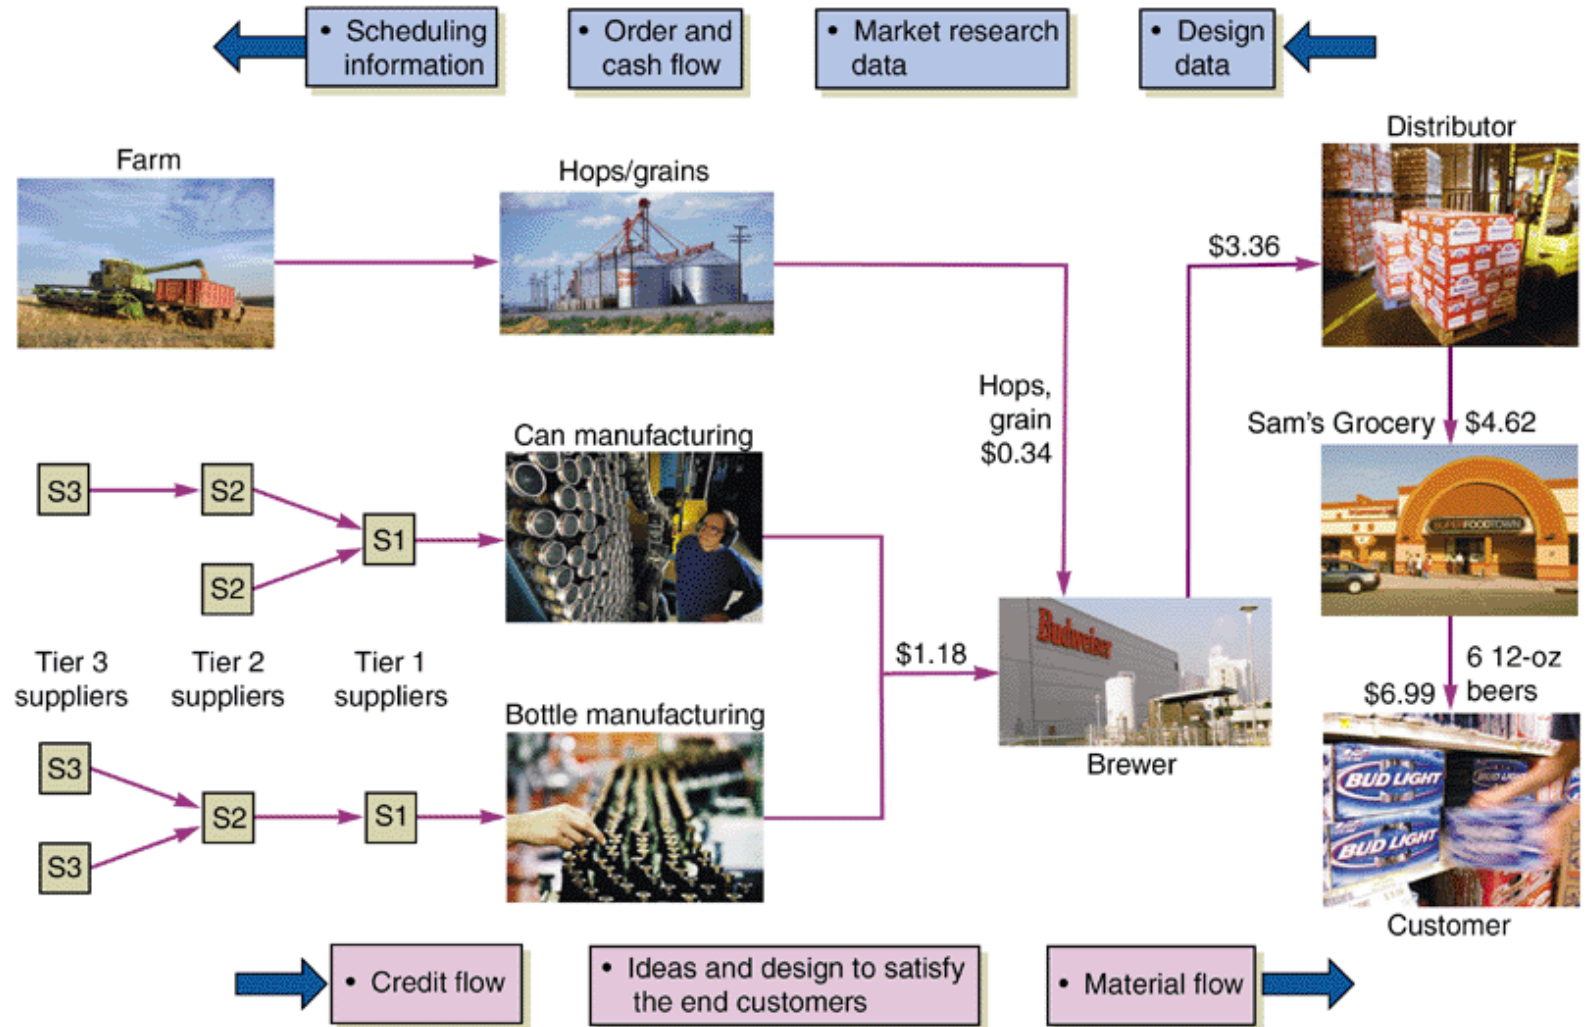 • Scheduling
information
• Order and
cash flow
• Market research
data
• Design
data
Farm
Hops/grains
Distributor
$3.36
Hops,
grain
$0.34
Sam's Grocery
$4.62
Can manufacturing
S3
S2
S1
S2
SUPER FOODTOWN
Tier 3
suppliers
Tier 2
suppliers
Tier 1
suppliers
$1.18
Budweiser
Brewer
6 12-oz
beers
$6.99
Bottle manufacturing
S3
S2
S1
S3
BUD LIGHT
BUD LIGHT
Customer
• Credit flow
• Ideas and design to satisfy
the end customers
• Material flow